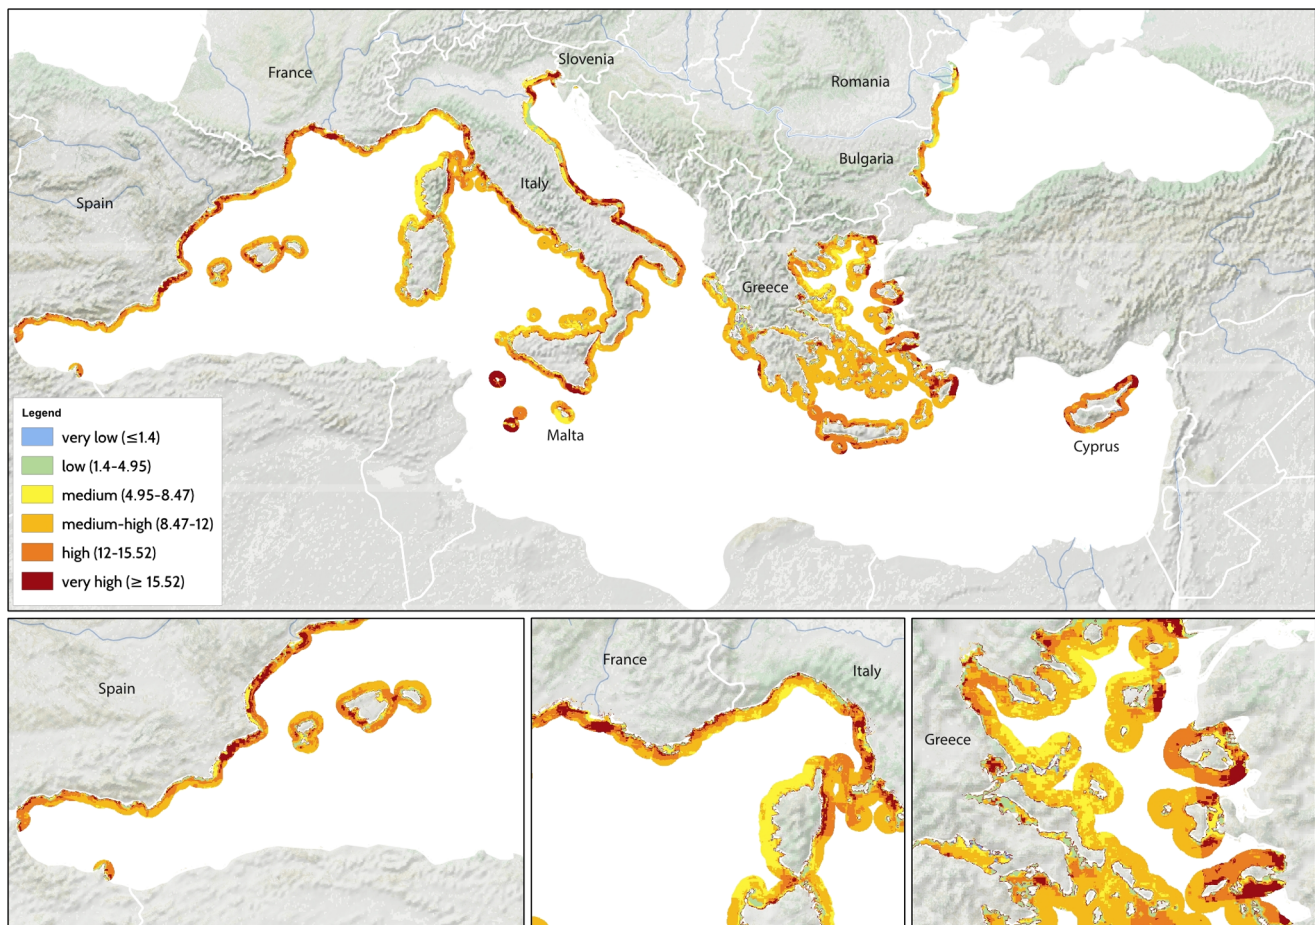 Slovenia
France
Romania
Bulgaria
Italy
Spain
Greece
Legend
very low (≤1.4)
Malta
Cyprus
low (1.4-4.95)
medium (4.95-8.47)
medium-high (8.47-12)
high (12-15.52)
very high (≥ 15.52)
France
Italy
Spain
Greece